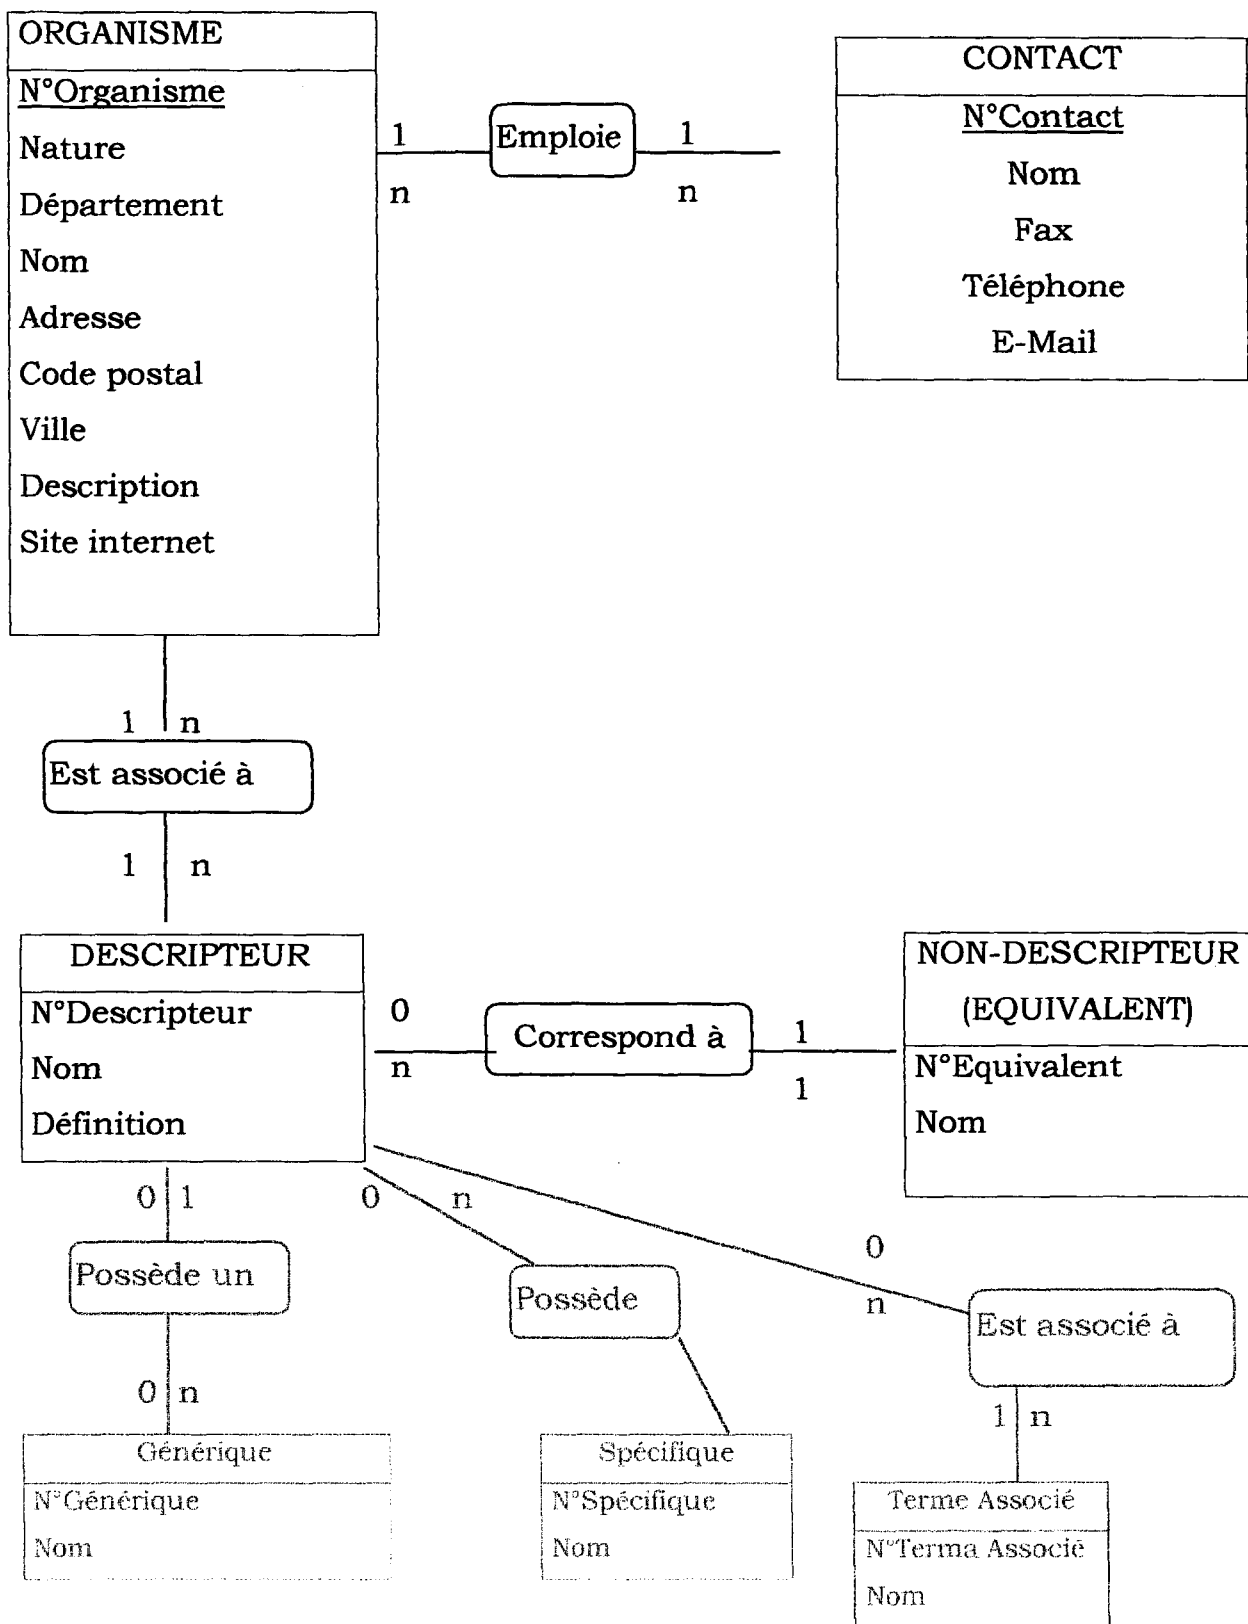 ORGANISME
N°Organisme
Nature
Département
Nom
Adresse
Code postal
Ville
Description
Site internet
1
n
Emploie
1
n
CONTACT
N°Contact
Nom
Fax
Téléphone
E-Mail
1 n
Est associé à
1 n
DESCRIPTEUR
N°Descripteur
Nom
Définition
0
n
Correspond à
1
1
NON-DESCRIPTEUR
(EQUIVALENT)
N°Equivalent
Nom
0 1
Possède un
0 n
Générique
N°Générique
Nom
0 n
Possède
Spécifique
N°Spécifique
Nom
0
n
Est associé à
1 n
Terme Associé
N°Terma Associé
Nom